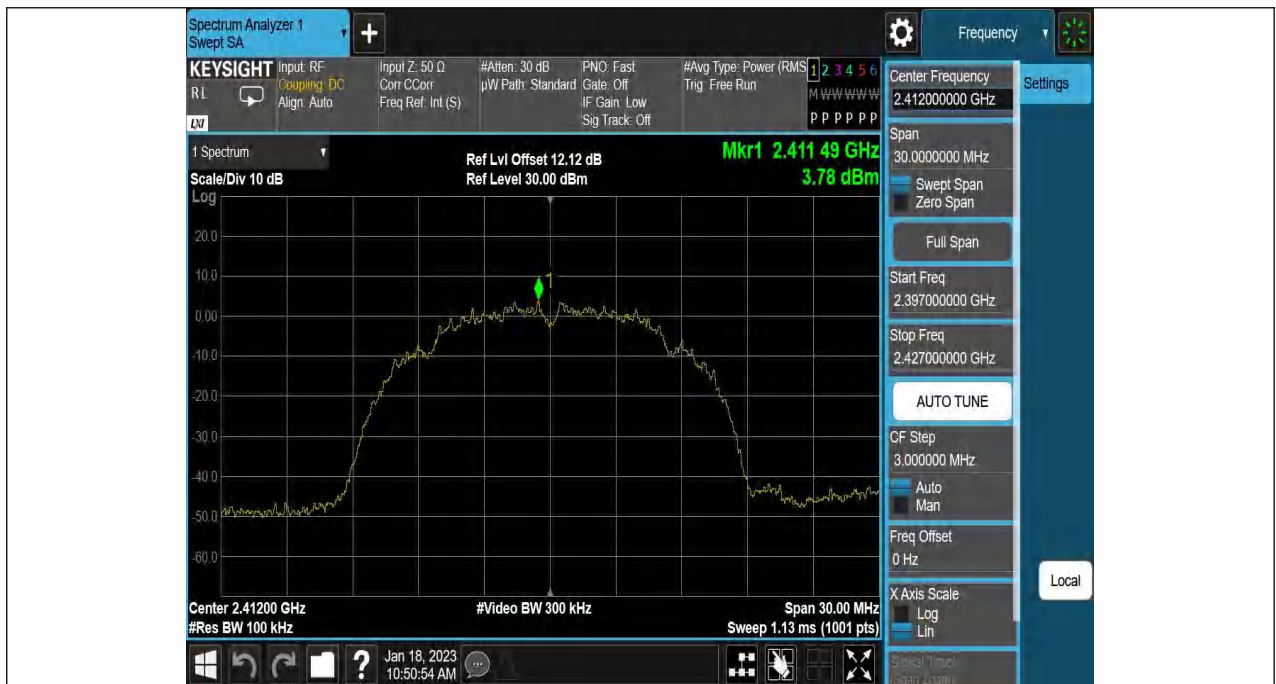 Spectrum Analyzer 1
Swept SA
+
Frequency
KEYSIGHT
RL
LXI
Input: RF
Coupling: DC
Align: Auto
Input Z: 50 Ω
Corr CCorr
Freq Ref: Int (S)
#Atten: 30 dB
µW Path: Standard
PNO: Fast
Gate: Off
IF Gain: Low
Sig Track: Off
#Avg Type: Power (RMS
Trig: Free Run
1 2 3 4 5 6
M W W W W W
P P P P P P
1 Spectrum
Scale/Div 10 dB
Ref Lvl Offset 12.12 dB
Ref Level 30.00 dBm
Mkr1 2.411 49 GHz
3.78 dBm
Log
20.0
10.0
0.00
-10.0
-20.0
-30.0
-40.0
-50.0
-60.0
1
Center 2.41200 GHz
#Res BW 100 kHz
#Video BW 300 kHz
Span 30.00 MHz
Sweep 1.13 ms (1001 pts)
Center Frequency
2.412000000 GHz
Span
30.0000000 MHz
Swept Span
Zero Span
Full Span
Start Freq
2.397000000 GHz
Stop Freq
2.427000000 GHz
AUTO TUNE
CF Step
3.000000 MHz
Auto
Man
Freq Offset
0 Hz
X Axis Scale
Log
Lin
Signal Track
(Span Zoom)
Settings
Local
?
Jan 18, 2023
10:50:54 AM